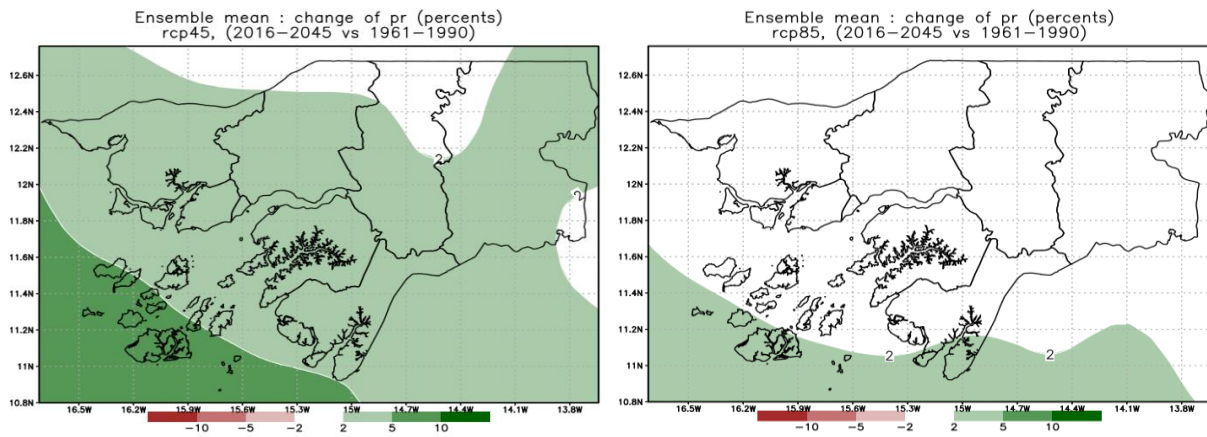 Ensemble mean : change of pr (percents)
rcp45, (2016−2045 vs 1961−1990)
12.6N
12.4N
12.2N
12N
11.8N
11.6N
11.4N
11.2N
11N
10.8N
2
2
16.5W 16.2W 15.9W 15.6W 15.3W 15W 14.7W 14.4W 14.1W 13.8W
−10 −5 −2 2 5 10
Ensemble mean : change of pr (percents)
rcp85, (2016−2045 vs 1961−1990)
12.6N
12.4N
12.2N
12N
11.8N
11.6N
11.4N
11.2N
11N
10.8N
2
2
16.5W 16.2W 15.9W 15.6W 15.3W 15W 14.7W 14.4W 14.1W 13.8W
−10 −5 −2 2 5 10